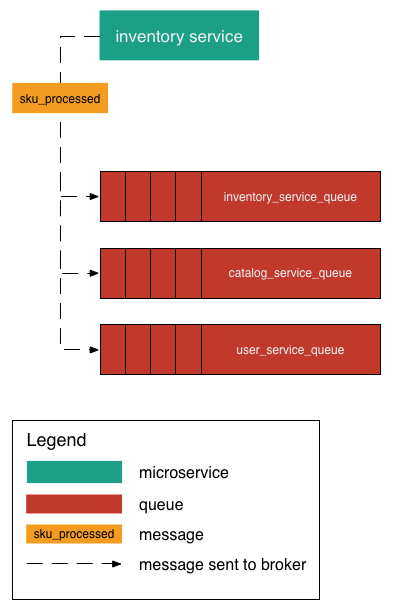 inventory service
sku_processed
inventory_service_queue
catalog_service_queue
user_service_queue
Legend
microservice
queue
sku_processed
message
message sent to broker